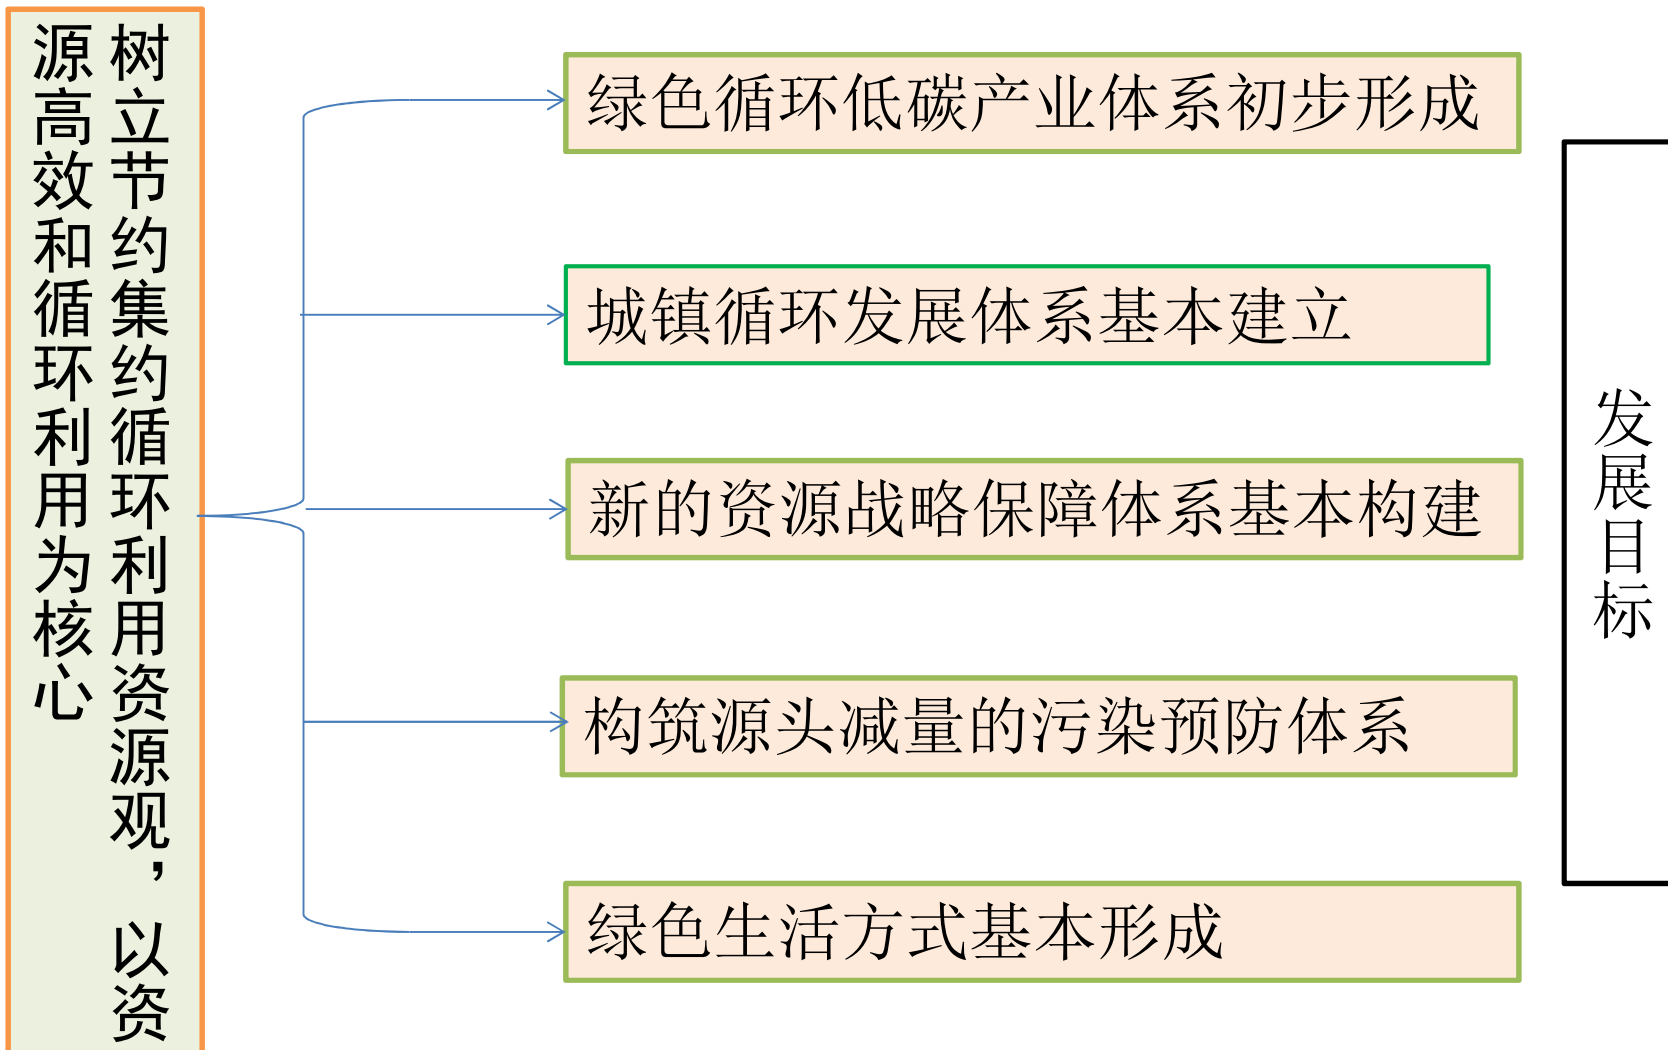 树立节约集约循环利用资源观，以资
源高效和循环利用为核心
绿色循环低碳产业体系初步形成
城镇循环发展体系基本建立
新的资源战略保障体系基本构建
构筑源头减量的污染预防体系
绿色生活方式基本形成
发展目标